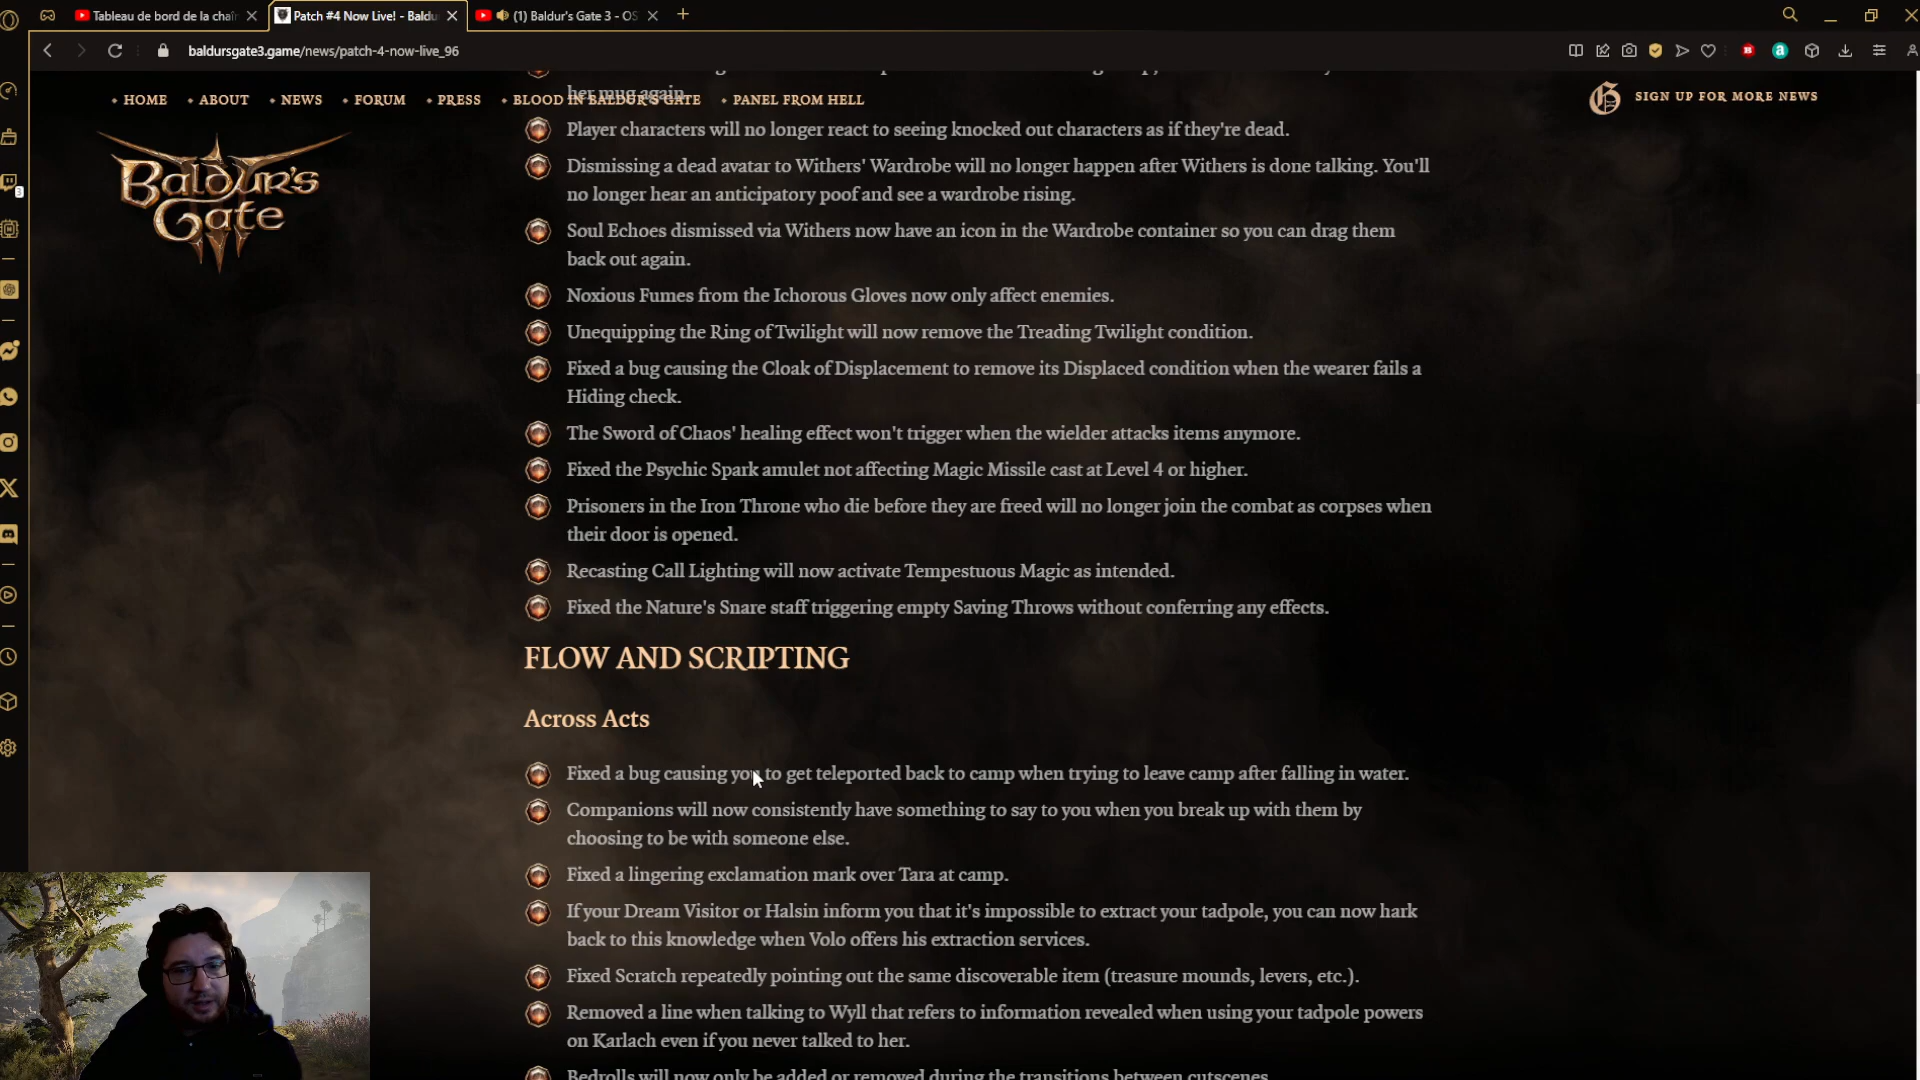 Tableau de bord de la chaîn
Patch #4 Now Live! - Baldu
(1) Baldur's Gate 3 - OS
baldursgate3.game/news/patch-4-now-live_96
her mug again.
HOME
ABOUT
NEWS
FORUM
PRESS
BLOOD IN BALDUR'S GATE
PANEL FROM HELL
SIGN UP FOR MORE NEWS
BALDUR'S
GATE
3
Player characters will no longer react to seeing knocked out characters as if they're dead.
Dismissing a dead avatar to Withers' Wardrobe will no longer happen after Withers is done talking. You'll
no longer hear an anticipatory poof and see a wardrobe rising.
Soul Echoes dismissed via Withers now have an icon in the Wardrobe container so you can drag them
back out again.
Noxious Fumes from the Ichorous Gloves now only affect enemies.
Unequipping the Ring of Twilight will now remove the Treading Twilight condition.
Fixed a bug causing the Cloak of Displacement to remove its Displaced condition when the wearer fails a
Hiding check.
The Sword of Chaos' healing effect won't trigger when the wielder attacks items anymore.
Fixed the Psychic Spark amulet not affecting Magic Missile cast at Level 4 or higher.
Prisoners in the Iron Throne who die before they are freed will no longer join the combat as corpses when
their door is opened.
Recasting Call Lighting will now activate Tempestuous Magic as intended.
Fixed the Nature's Snare staff triggering empty Saving Throws without conferring any effects.
FLOW AND SCRIPTING
Across Acts
Fixed a bug causing you to get teleported back to camp when trying to leave camp after falling in water.
Companions will now consistently have something to say to you when you break up with them by
choosing to be with someone else.
Fixed a lingering exclamation mark over Tara at camp.
If your Dream Visitor or Halsin inform you that it's impossible to extract your tadpole, you can now hark
back to this knowledge when Volo offers his extraction services.
Fixed Scratch repeatedly pointing out the same discoverable item (treasure mounds, levers, etc.).
Removed a line when talking to Wyll that refers to information revealed when using your tadpole powers
on Karlach even if you never talked to her.
Bedrolls will now only be added or removed during the transitions between cutscenes.